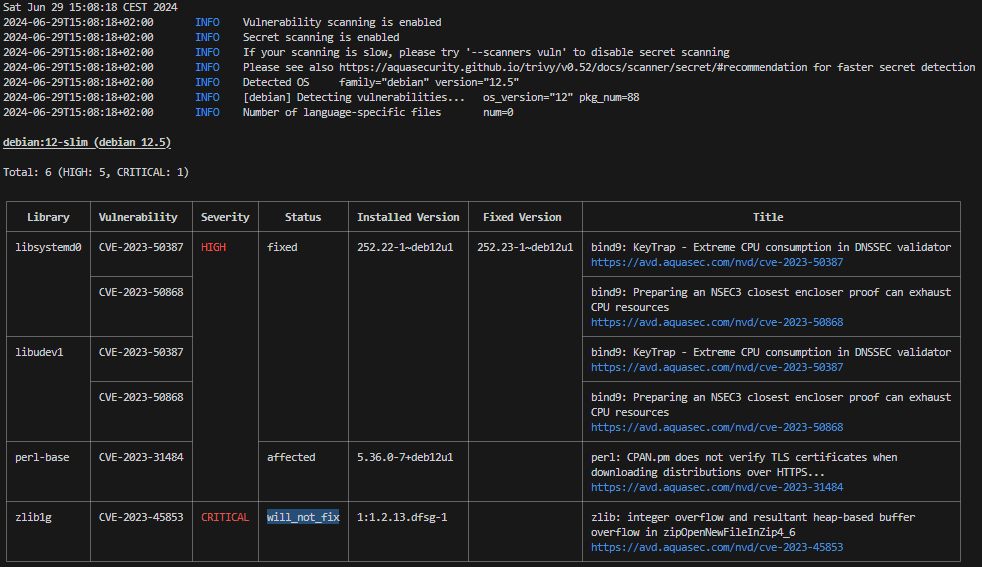 Sat Jun 29 15:08:18 CEST 2024
2024-06-29T15:08:18+02:00 INFO Vulnerability scanning is enabled
2024-06-29T15:08:18+02:00 INFO Secret scanning is enabled
2024-06-29T15:08:18+02:00 INFO If your scanning is slow, please try '--scanners vuln' to disable secret scanning
2024-06-29T15:08:18+02:00 INFO Please see also https://aquasecurity.github.io/trivy/v0.52/docs/scanner/secret/#recommendation for faster secret detection
2024-06-29T15:08:18+02:00 INFO Detected OS family="debian" version="12.5"
2024-06-29T15:08:18+02:00 INFO [debian] Detecting vulnerabilities... os_version="12" pkg_num=88
2024-06-29T15:08:18+02:00 INFO Number of language-specific files num=0
debian:12-slim (debian 12.5)
Total: 6 (HIGH: 5, CRITICAL: 1)
Library Vulnerability Severity Status Installed Version Fixed Version Title
libsystemd0 CVE-2023-50387 HIGH fixed 252.22-1~deb12u1 252.23-1~deb12u1 bind9: KeyTrap - Extreme CPU consumption in DNSSEC validator
https://avd.aquasec.com/nvd/cve-2023-50387
CVE-2023-50868 bind9: Preparing an NSEC3 closest encloser proof can exhaust
CPU resources
https://avd.aquasec.com/nvd/cve-2023-50868
libudev1 CVE-2023-50387 bind9: KeyTrap - Extreme CPU consumption in DNSSEC validator
https://avd.aquasec.com/nvd/cve-2023-50387
CVE-2023-50868 bind9: Preparing an NSEC3 closest encloser proof can exhaust
CPU resources
https://avd.aquasec.com/nvd/cve-2023-50868
perl-base CVE-2023-31484 affected 5.36.0-7+deb12u1 perl: CPAN.pm does not verify TLS certificates when
downloading distributions over HTTPS...
https://avd.aquasec.com/nvd/cve-2023-31484
zlib1g CVE-2023-45853 CRITICAL will_not_fix 1:1.2.13.dfsg-1 zlib: integer overflow and resultant heap-based buffer
overflow in zipOpenNewFileInZip4_6
https://avd.aquasec.com/nvd/cve-2023-45853